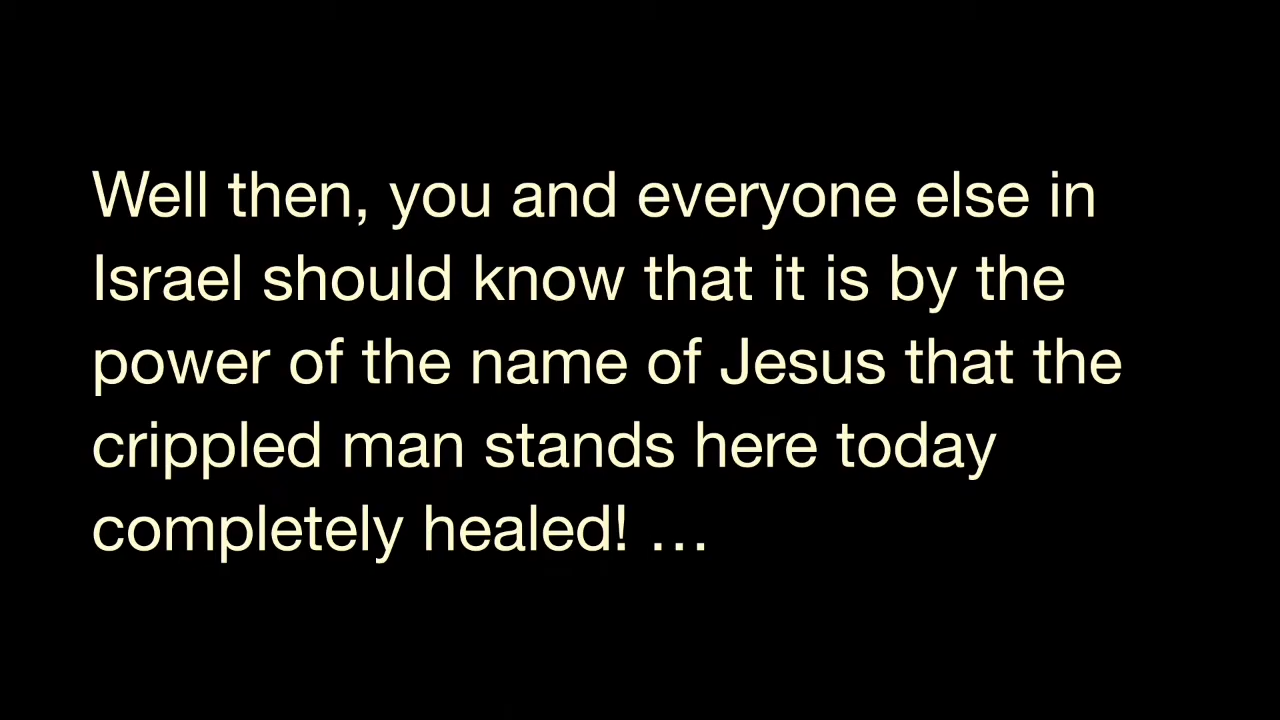 Well then, you and everyone else in
Israel should know that it is by the
power of the name of Jesus that the
crippled man stands here today
completely healed! …